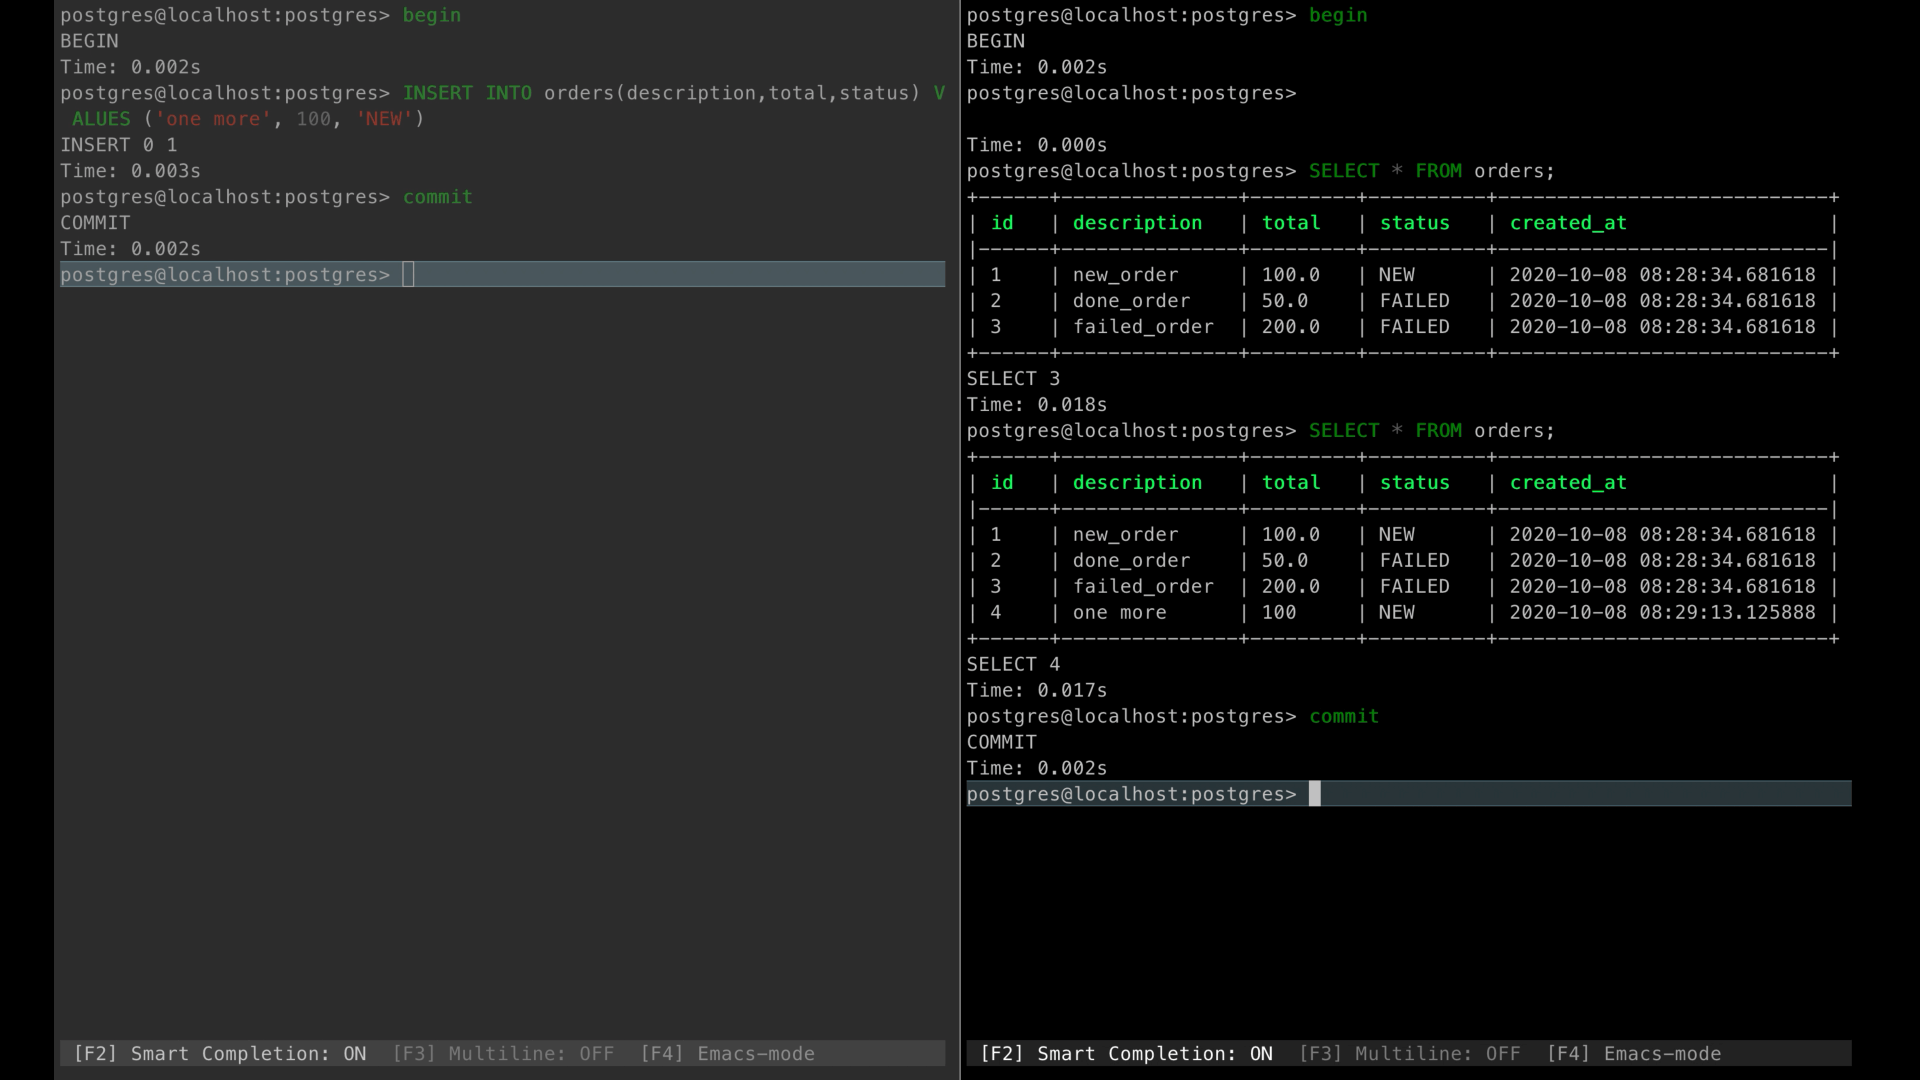 postgres@localhost:postgres> begin
BEGIN
Time: 0.002s
postgres@localhost:postgres> INSERT INTO orders(description,total,status) V
ALUES ('one more', 100, 'NEW')
INSERT 0 1
Time: 0.003s
postgres@localhost:postgres> commit
COMMIT
Time: 0.002s
postgres@localhost:postgres>
[F2] Smart Completion: ON  [F3] Multiline: OFF  [F4] Emacs-mode
postgres@localhost:postgres> begin
BEGIN
Time: 0.002s
postgres@localhost:postgres>
Time: 0.000s
postgres@localhost:postgres> SELECT * FROM orders;
+------+---------------+---------+----------+----------------------------+
| id   | description   | total   | status   | created_at                 |
|------+---------------+---------+----------+----------------------------|
| 1    | new_order     | 100.0   | NEW      | 2020-10-08 08:28:34.681618 |
| 2    | done_order    | 50.0    | FAILED   | 2020-10-08 08:28:34.681618 |
| 3    | failed_order  | 200.0   | FAILED   | 2020-10-08 08:28:34.681618 |
+------+---------------+---------+----------+----------------------------+
SELECT 3
Time: 0.018s
postgres@localhost:postgres> SELECT * FROM orders;
+------+---------------+---------+----------+----------------------------+
| id   | description   | total   | status   | created_at                 |
|------+---------------+---------+----------+----------------------------|
| 1    | new_order     | 100.0   | NEW      | 2020-10-08 08:28:34.681618 |
| 2    | done_order    | 50.0    | FAILED   | 2020-10-08 08:28:34.681618 |
| 3    | failed_order  | 200.0   | FAILED   | 2020-10-08 08:28:34.681618 |
| 4    | one more      | 100     | NEW      | 2020-10-08 08:29:13.125888 |
+------+---------------+---------+----------+----------------------------+
SELECT 4
Time: 0.017s
postgres@localhost:postgres> commit
COMMIT
Time: 0.002s
postgres@localhost:postgres>
[F2] Smart Completion: ON  [F3] Multiline: OFF  [F4] Emacs-mode